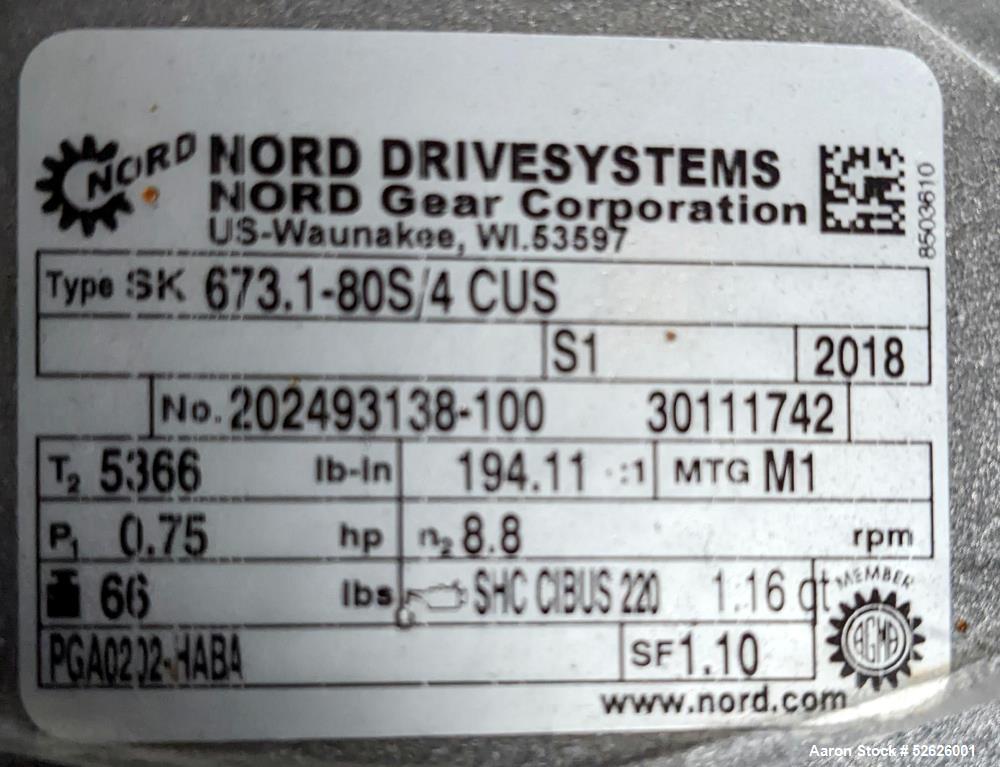 NORD
NORD DRIVESYSTEMS
NORD Gear Corporation
US-Waunakee, WI.53597
8503610
Type SK 673.1-80S/4 CUS
S1 2018
No. 202493138-100 30111742
T2 5366 lb-in 194.11 :1 MTG M1
P1 0.75 hp n2 8.8 rpm
66 lbs SHC CIBUS 220 1.16 qt
MEMBER
AGMA
PGA0202-HABA SF 1.10
www.nord.com
Aaron Stock # 52626001